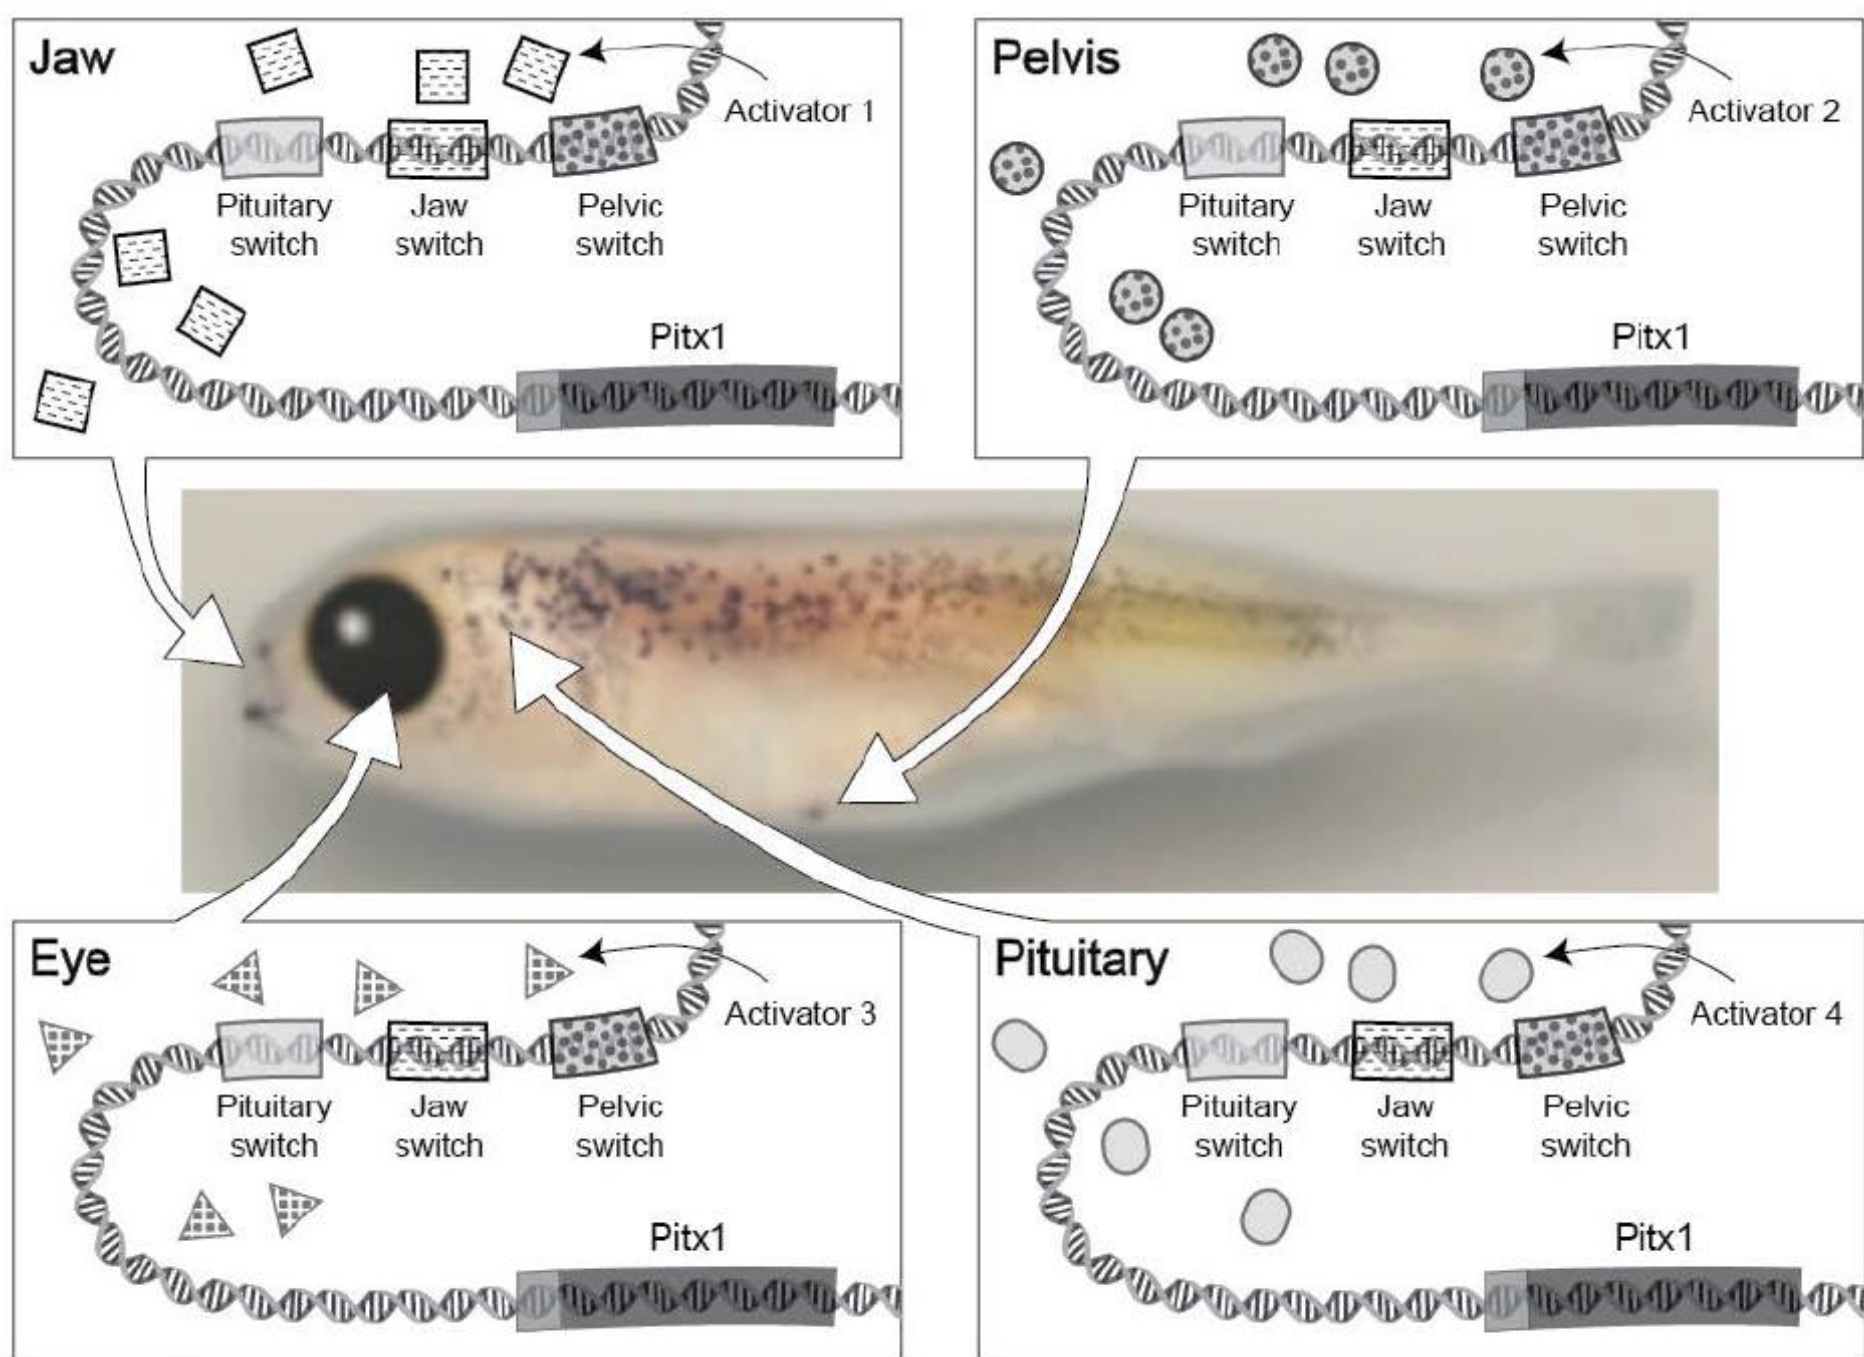 Jaw
Activator 1
Pituitary switch
Jaw switch
Pelvic switch
Pitx1
Pelvis
Activator 2
Pituitary switch
Jaw switch
Pelvic switch
Pitx1
Eye
Activator 3
Pituitary switch
Jaw switch
Pelvic switch
Pitx1
Pituitary
Activator 4
Pituitary switch
Jaw switch
Pelvic switch
Pitx1